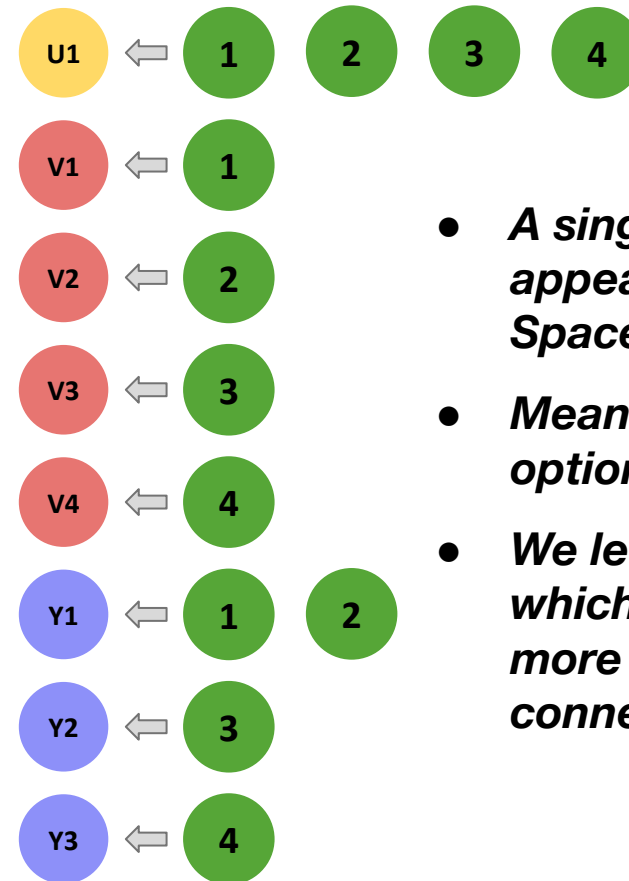 U1 1 2 3 4
V1 1
V2 2
V3 3
V4 4
Y1 1 2
Y2 3
Y3 4
● A sing
appea
Space
● Mean
option
● We le
which
more
conne